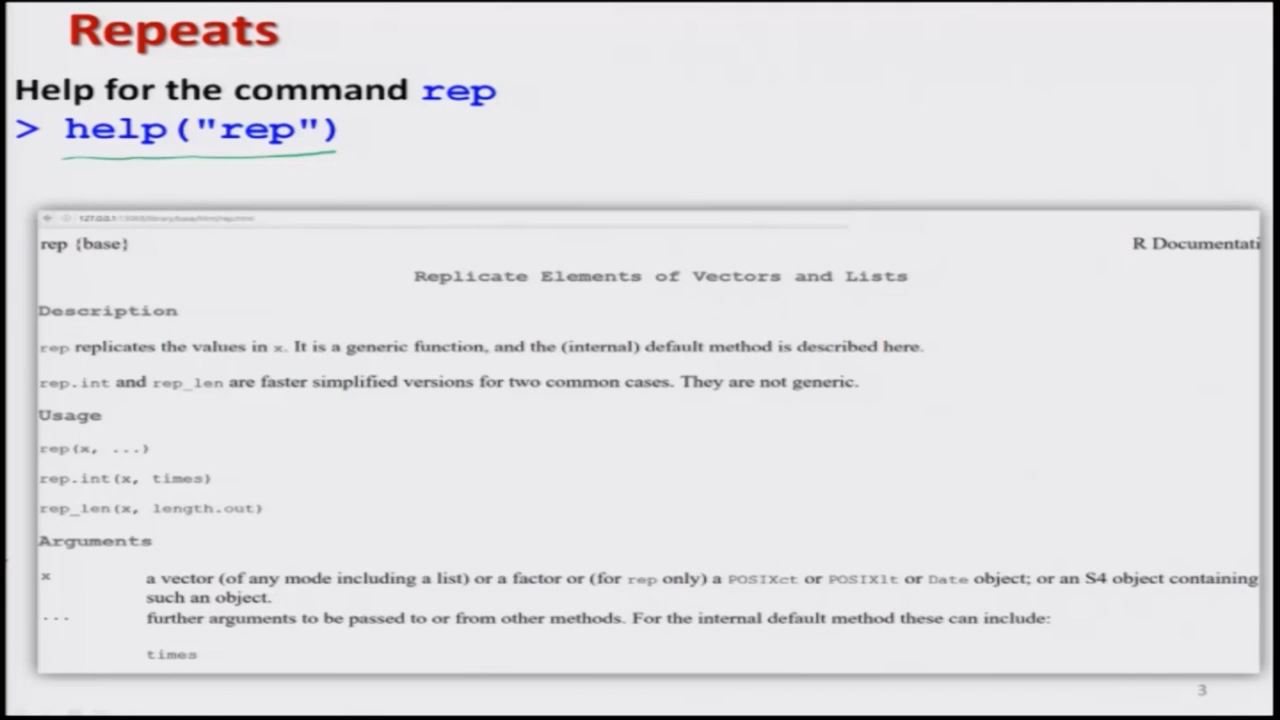 Repeats
Help for the command rep
> help("rep")
rep {base}
R Documentati
Replicate Elements of Vectors and Lists
Description
rep replicates the values in x. It is a generic function, and the (internal) default method is described here.
rep.int and rep_len are faster simplified versions for two common cases. They are not generic.
Usage
rep(x, ...)
rep.int(x, times)
rep_len(x, length.out)
Arguments
x
a vector (of any mode including a list) or a factor or (for rep only) a POSIXct or POSIXlt or Date object; or an S4 object containing
such an object.
...
further arguments to be passed to or from other methods. For the internal default method these can include:
times
3